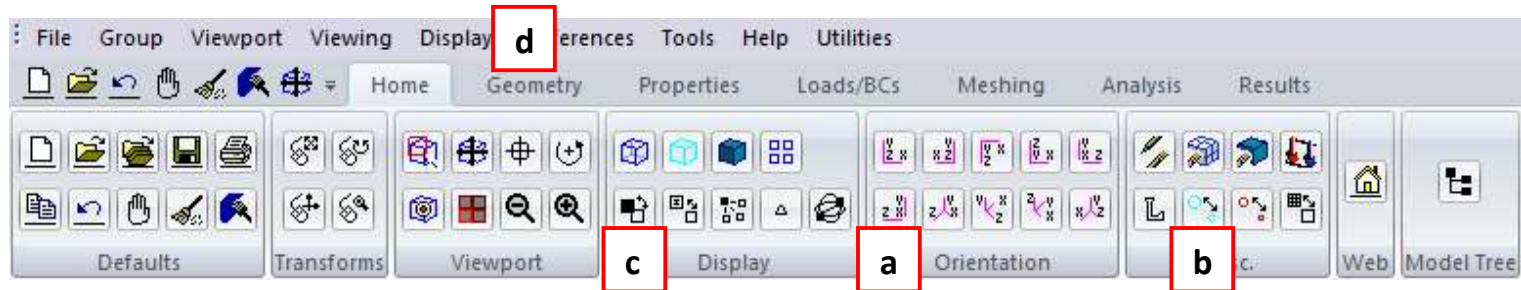 File Group Viewport Viewing Display d erences Tools Help Utilities
Home Geometry Properties Loads/BCs Meshing Analysis Results
Defaults Transforms Viewport c Display a Orientation b sc. Web Model Tree